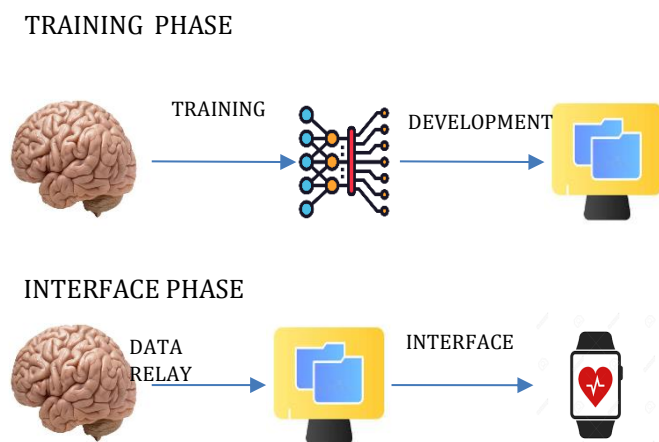 TRAINING PHASE
TRAINING
DEVELOPMENT
INTERFACE PHASE
DATA
RELAY
INTERFACE